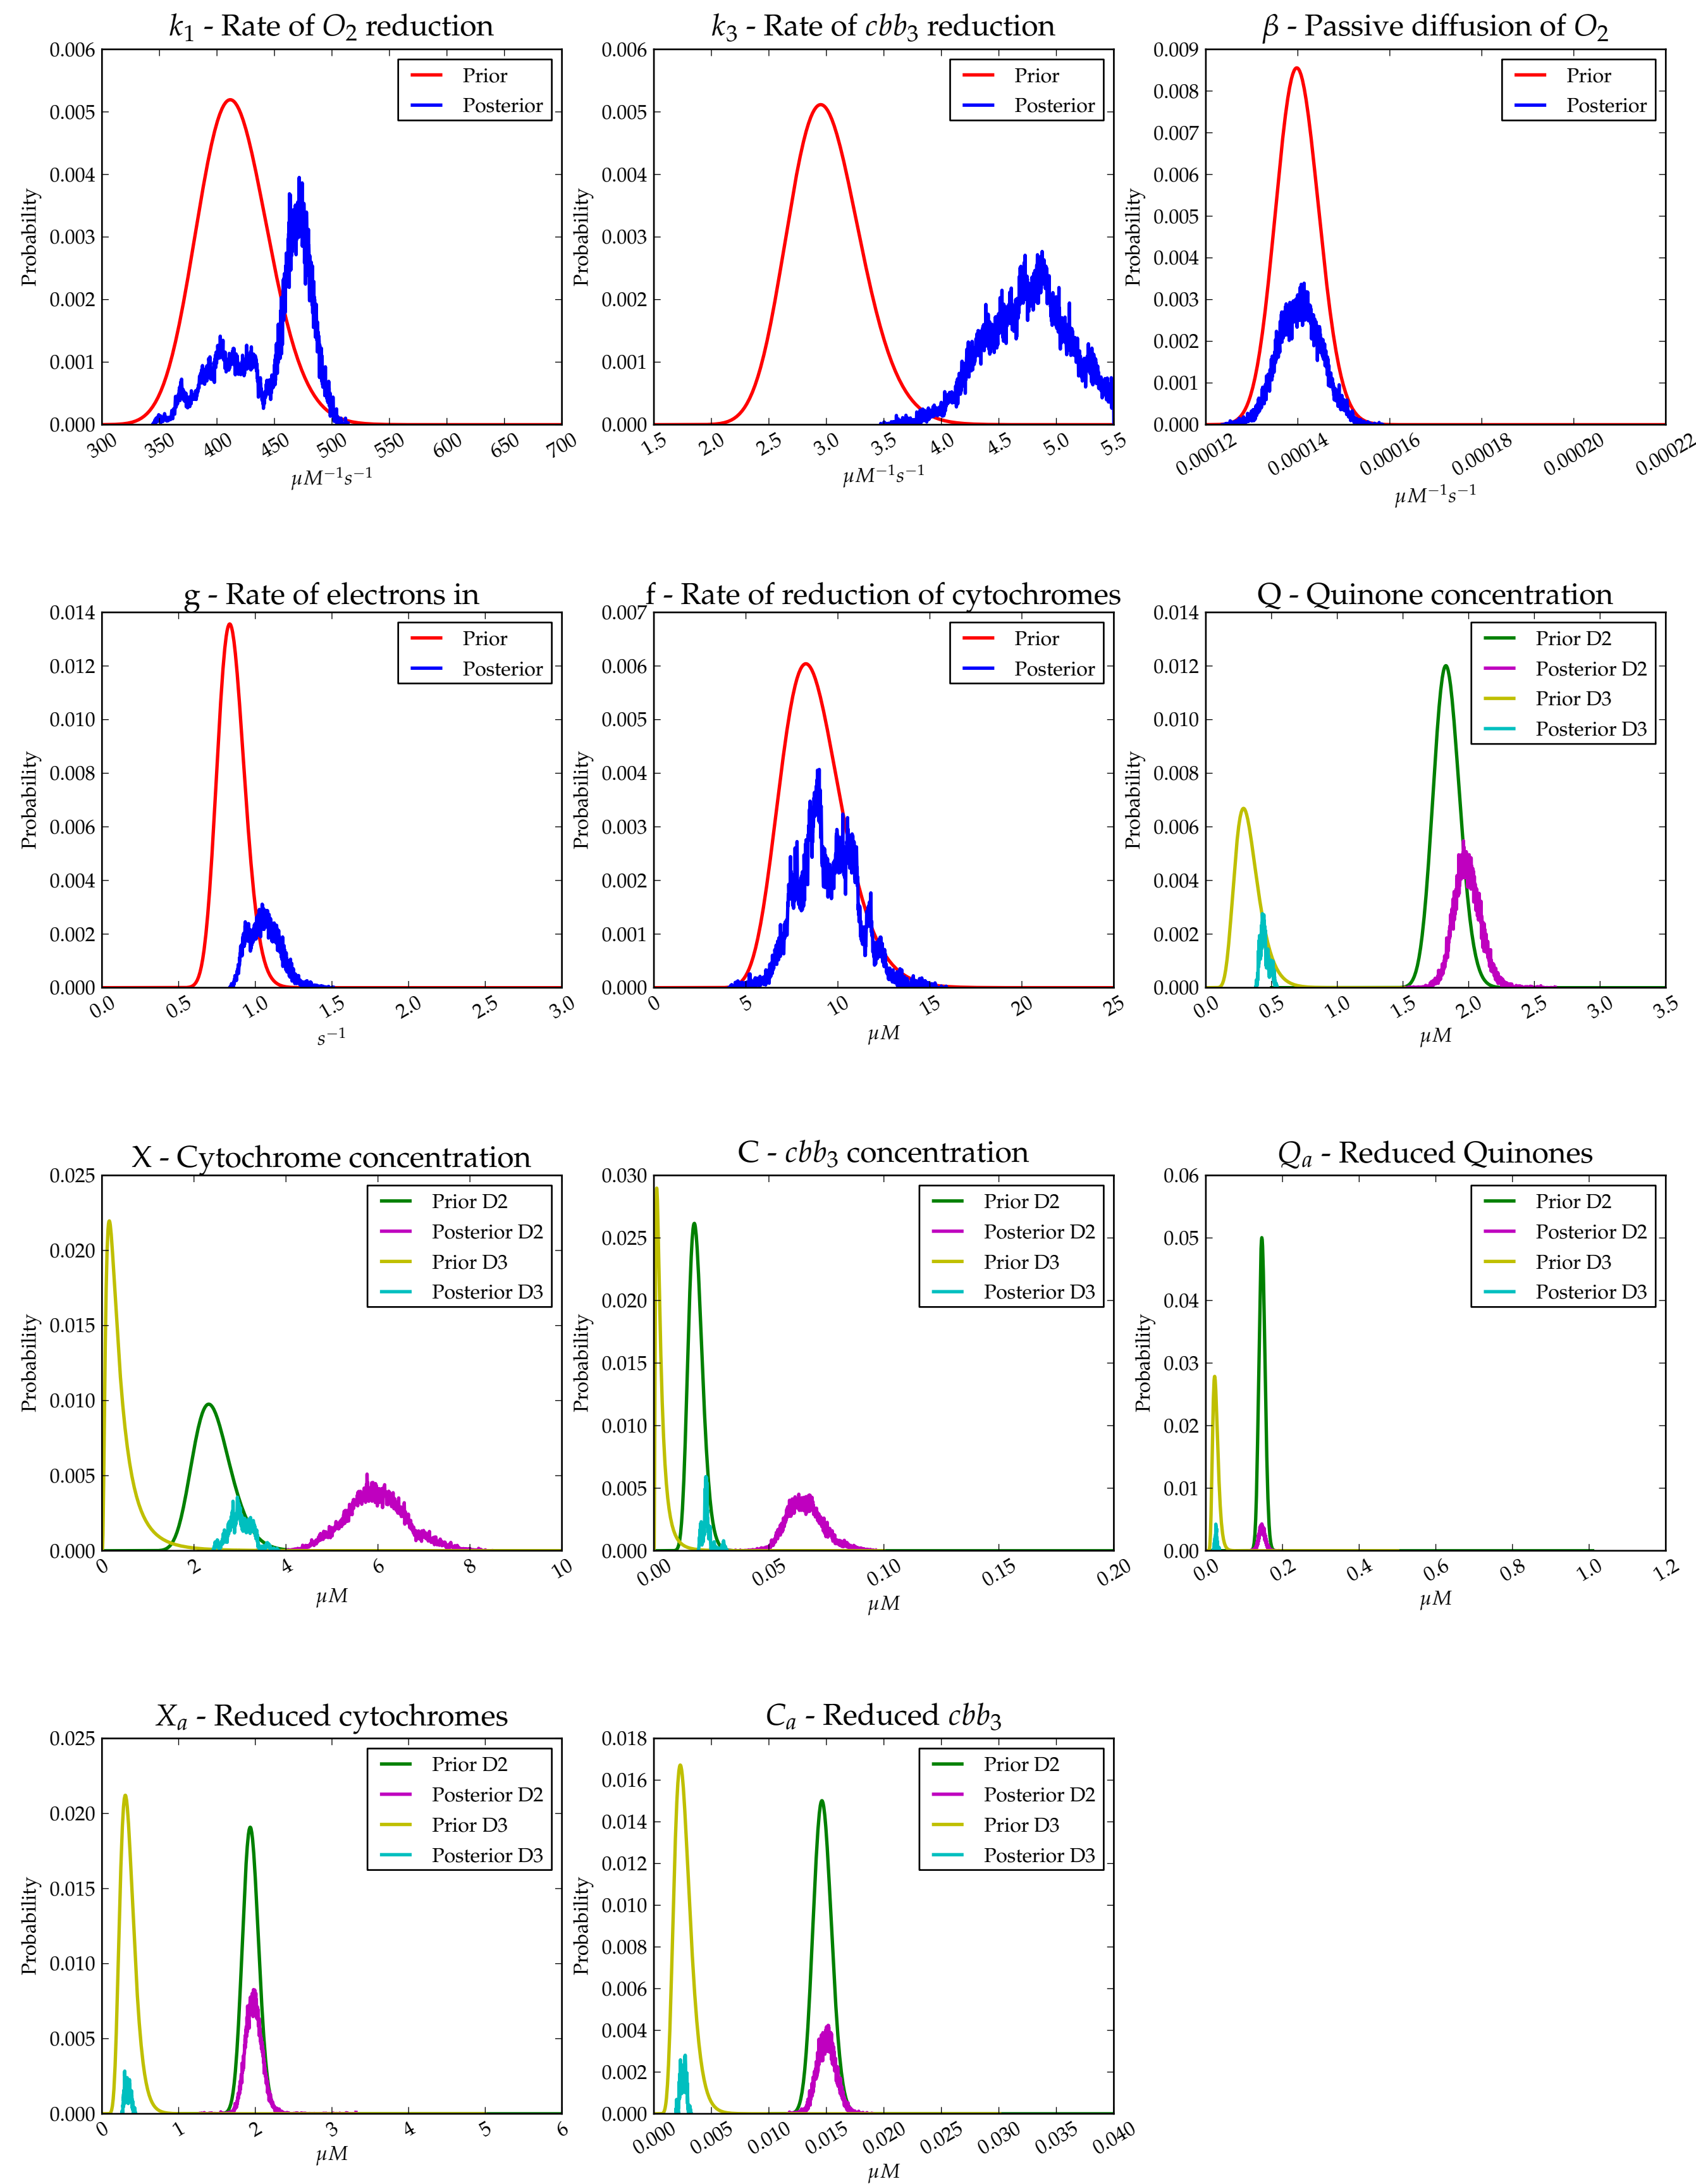 k1 - Rate of O2 reduction
0.006
0.005
0.004
0.003
0.002
0.001
0.000
Probability
Prior
Posterior
300 350 400 450 500 550 600 650 700
μM−1s−1
k3 - Rate of cbb3 reduction
0.006
0.005
0.004
0.003
0.002
0.001
0.000
Probability
Prior
Posterior
1.5 2.0 2.5 3.0 3.5 4.0 4.5 5.0 5.5
μM−1s−1
β - Passive diffusion of O2
0.009
0.008
0.007
0.006
0.005
0.004
0.003
0.002
0.001
0.000
Probability
Prior
Posterior
0.00012 0.00014 0.00016 0.00018 0.00020 0.00022
μM−1s−1
g - Rate of electrons in
0.014
0.012
0.010
0.008
0.006
0.004
0.002
0.000
Probability
Prior
Posterior
0.0 0.5 1.0 1.5 2.0 2.5 3.0
s−1
f - Rate of reduction of cytochromes
0.007
0.006
0.005
0.004
0.003
0.002
0.001
0.000
Probability
Prior
Posterior
0 5 10 15 20 25
μM
Q - Quinone concentration
0.014
0.012
0.010
0.008
0.006
0.004
0.002
0.000
Probability
Prior D2
Posterior D2
Prior D3
Posterior D3
0.0 0.5 1.0 1.5 2.0 2.5 3.0 3.5
μM
X - Cytochrome concentration
0.025
0.020
0.015
0.010
0.005
0.000
Probability
Prior D2
Posterior D2
Prior D3
Posterior D3
0 2 4 6 8 10
μM
C - cbb3 concentration
0.030
0.025
0.020
0.015
0.010
0.005
0.000
Probability
Prior D2
Posterior D2
Prior D3
Posterior D3
0.00 0.05 0.10 0.15 0.20
μM
Qa - Reduced Quinones
0.06
0.05
0.04
0.03
0.02
0.01
0.00
Probability
Prior D2
Posterior D2
Prior D3
Posterior D3
0.0 0.2 0.4 0.6 0.8 1.0 1.2
μM
Xa - Reduced cytochromes
0.025
0.020
0.015
0.010
0.005
0.000
Probability
Prior D2
Posterior D2
Prior D3
Posterior D3
0 1 2 3 4 5 6
μM
Ca - Reduced cbb3
0.018
0.016
0.014
0.012
0.010
0.008
0.006
0.004
0.002
0.000
Probability
Prior D2
Posterior D2
Prior D3
Posterior D3
0.000 0.005 0.010 0.015 0.020 0.025 0.030 0.035 0.040
μM